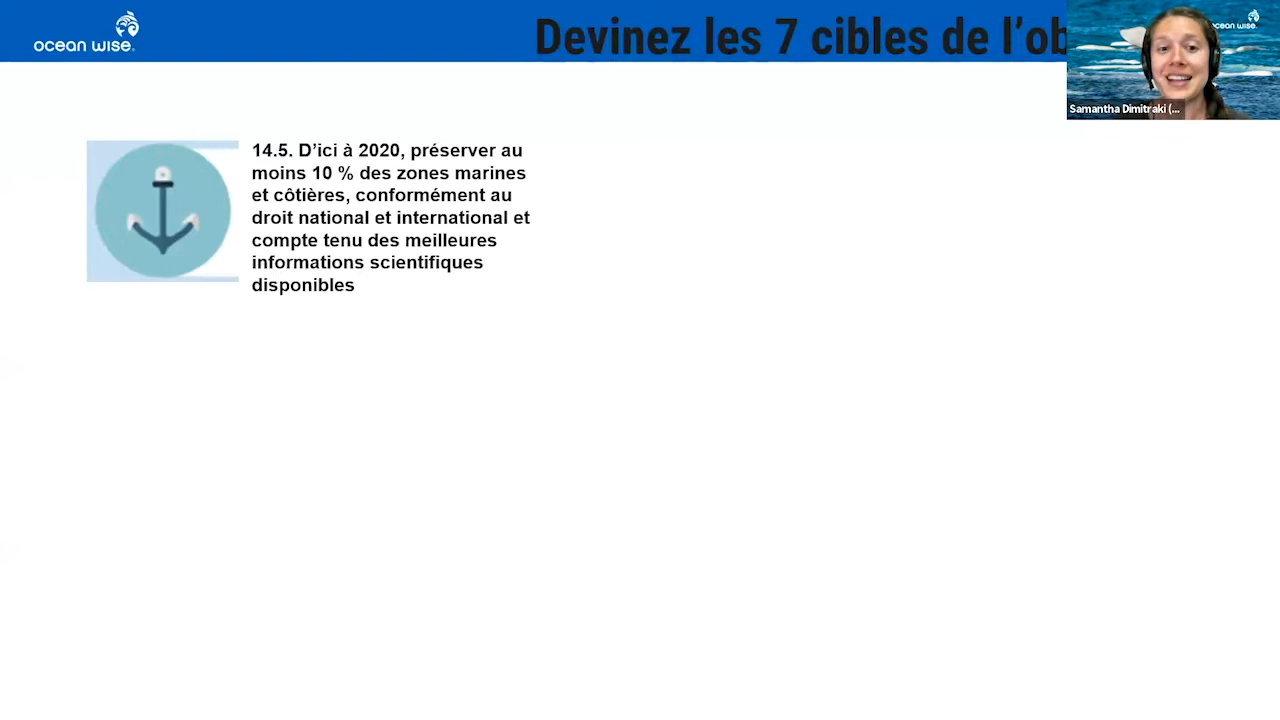 ocean wise
Devinez les 7 cibles de l’ob
ocean wise
Samantha Dimitraki (...
14.5. D’ici à 2020, préserver au
moins 10 % des zones marines
et côtières, conformément au
droit national et international et
compte tenu des meilleures
informations scientifiques
disponibles